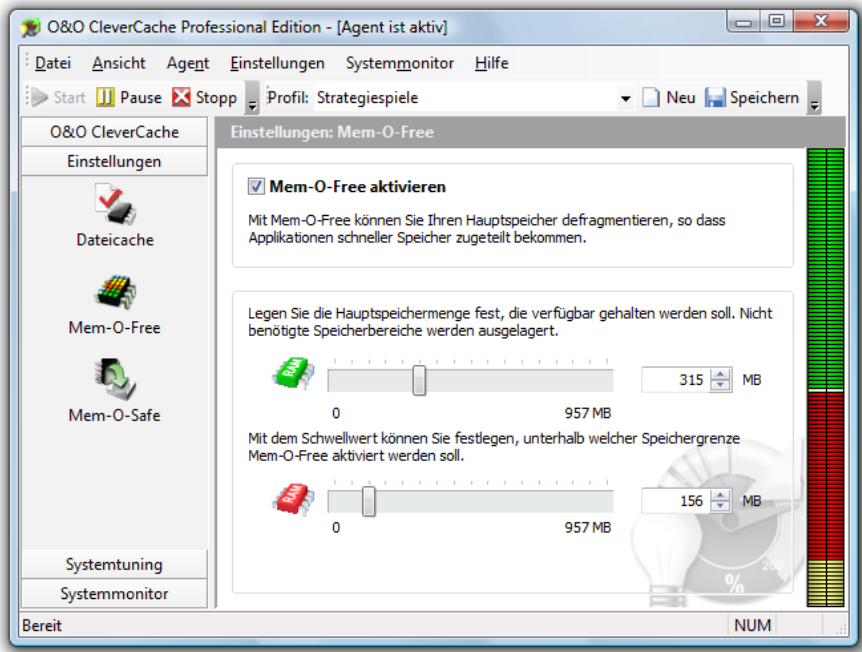 O&O CleverCache Professional Edition - [Agent ist aktiv]
Datei Ansicht Agent Einstellungen Systemmonitor Hilfe
Start Pause Stopp Profil: Strategiespiele Neu Speichern
O&O CleverCache
Einstellungen
Dateicache
Mem-O-Free
Mem-O-Safe
Systemtuning
Systemmonitor
Einstellungen: Mem-O-Free
Mem-O-Free aktivieren
Mit Mem-O-Free können Sie Ihren Hauptspeicher defragmentieren, so dass
Applikationen schneller Speicher zugeteilt bekommen.
Legen Sie die Hauptspeichermenge fest, die verfügbar gehalten werden soll. Nicht
benötigte Speicherbereiche werden ausgelagert.
RAM
315 MB
0 957 MB
Mit dem Schwellwert können Sie festlegen, unterhalb welcher Speichergrenze
Mem-O-Free aktiviert werden soll.
RAM
156 MB
0 957 MB
200
%
Bereit NUM